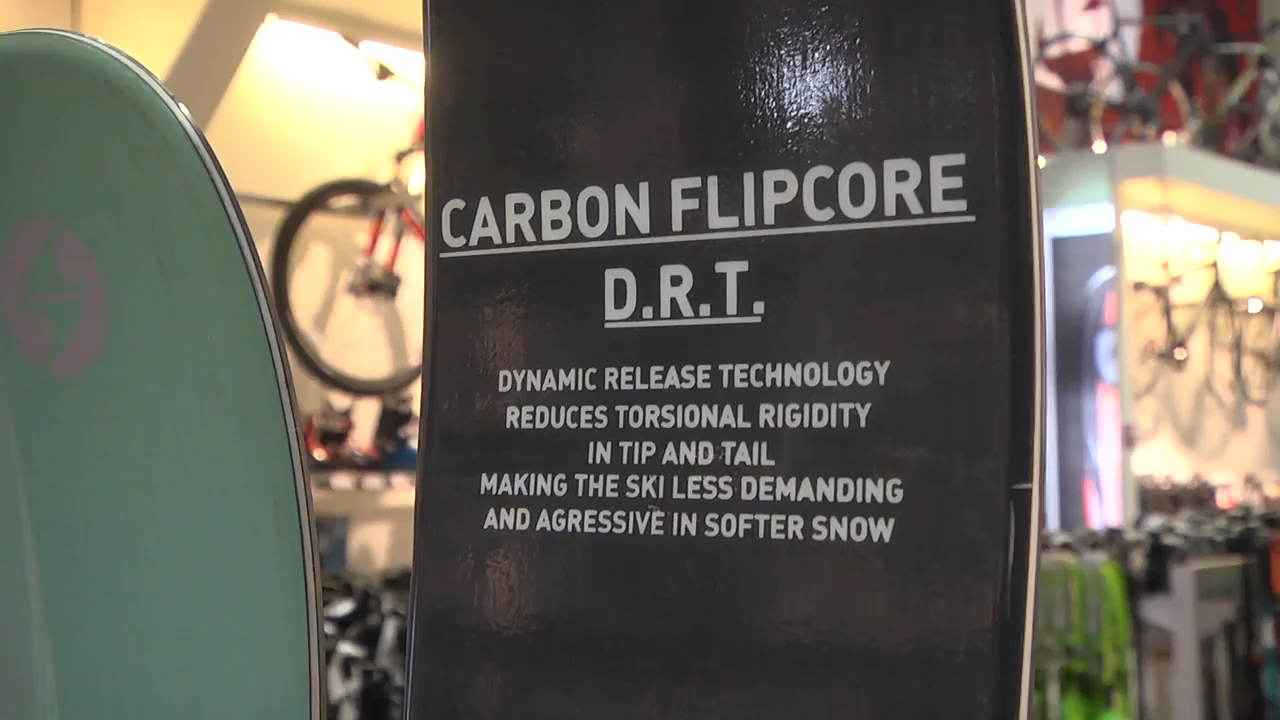 CARBON FLIPCORE
D.R.T.
DYNAMIC RELEASE TECHNOLOGY
REDUCES TORSIONAL RIGIDITY
IN TIP AND TAIL
MAKING THE SKI LESS DEMANDING
AND AGRESSIVE IN SOFTER SNOW